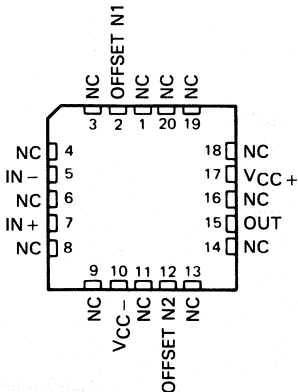 NC
OFFSET N1
NC
NC
NC
3 2 1 20 19
NC 4
IN - 5
NC 6
IN + 7
NC 8
18 NC
17 VCC +
16 NC
15 OUT
14 NC
9 10 11 12 13
NC
VCC -
NC
OFFSET N2
NC